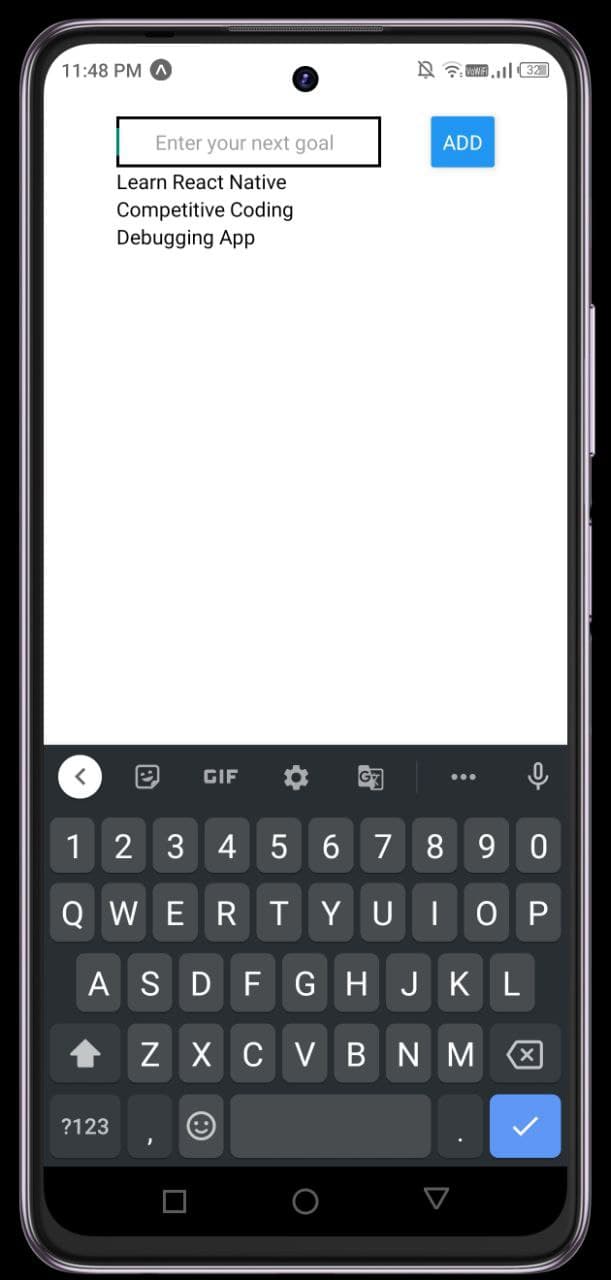 11:48 PM
VoWiFi
32
Enter your next goal
ADD
Learn React Native
Competitive Coding
Debugging App
GIF
1 2 3 4 5 6 7 8 9 0
Q W E R T Y U I O P
A S D F G H J K L
Z X C V B N M
?123 , .